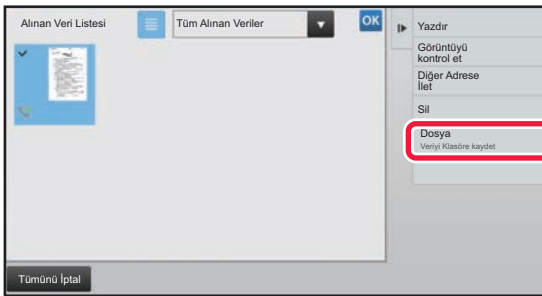 Alınan Veri Listesi
Tüm Alınan Veriler
OK
Yazdır
Görüntüyü
kontrol et
Diğer Adrese
İlet
Sil
Dosya
Veriyi Klasöre kaydet
Tümünü İptal